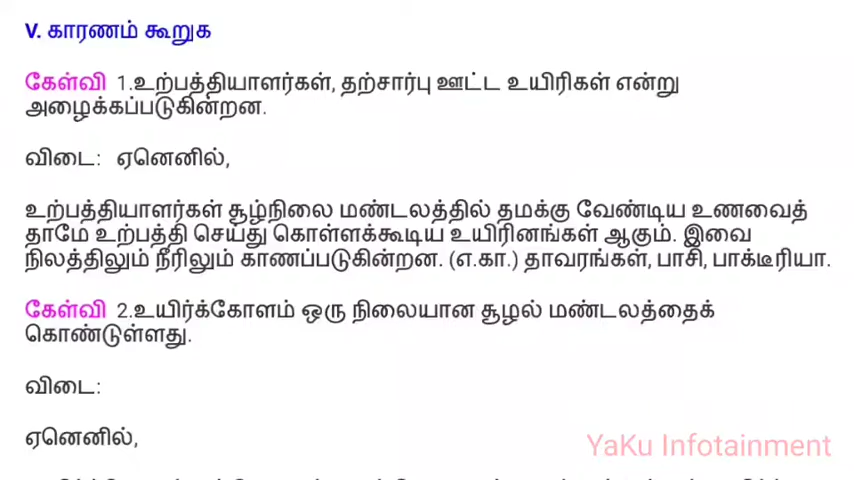 V. காரணம் கூறுக
கேள்வி 1.உற்பத்தியாளர்கள், தற்சார்பு ஊட்ட உயிரிகள் என்று
அழைக்கப்படுகின்றன.
விடை: ஏனெனில்,
உற்பத்தியாளர்கள் சூழ்நிலை மண்டலத்தில் தமக்கு வேண்டிய உணவைத்
தாமே உற்பத்தி செய்து கொள்ளக்கூடிய உயிரினங்கள் ஆகும். இவை
நிலத்திலும் நீரிலும் காணப்படுகின்றன. (எ.கா.) தாவரங்கள், பாசி, பாக்டீரியா.
கேள்வி 2.உயிர்க்கோளம் ஒரு நிலையான சூழல் மண்டலத்தைக்
கொண்டுள்ளது.
விடை:
ஏனெனில்,
YaKu Infotainment